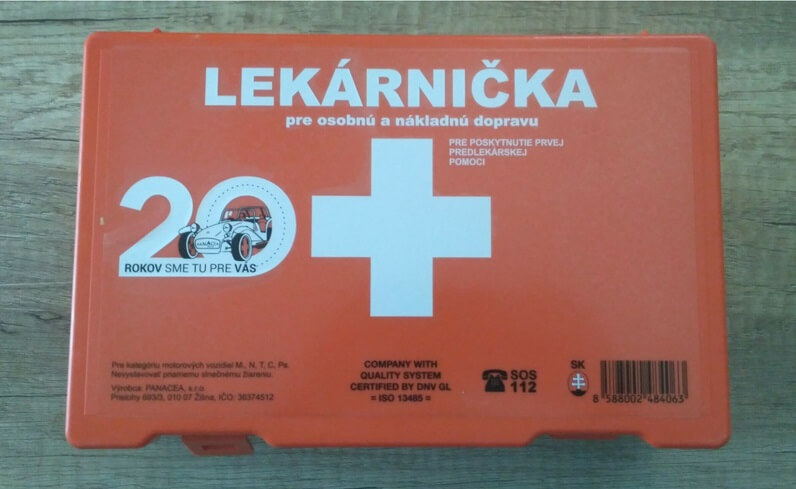 LEKÁRNIČKA
pre osobnú a nákladnú dopravu
PRE POSKYTNUTIE PRVEJ
PREDLEKÁRSKEJ
POMOCI
20
ROKOV SME TU PRE VÁS
Pre kategóriu motorových vozidiel M., N, T, C, Ps.
Nevystavovať priamemu slnečnému žiareniu.
Výrobca: PANACEA, s.r.o.
Prielohy 693/3, 010 07 Žilina, IČO: 36374512
COMPANY WITH
QUALITY SYSTEM
CERTIFIED BY DNV GL
= ISO 13485 =
SOS
112
SK
8 588002 484063